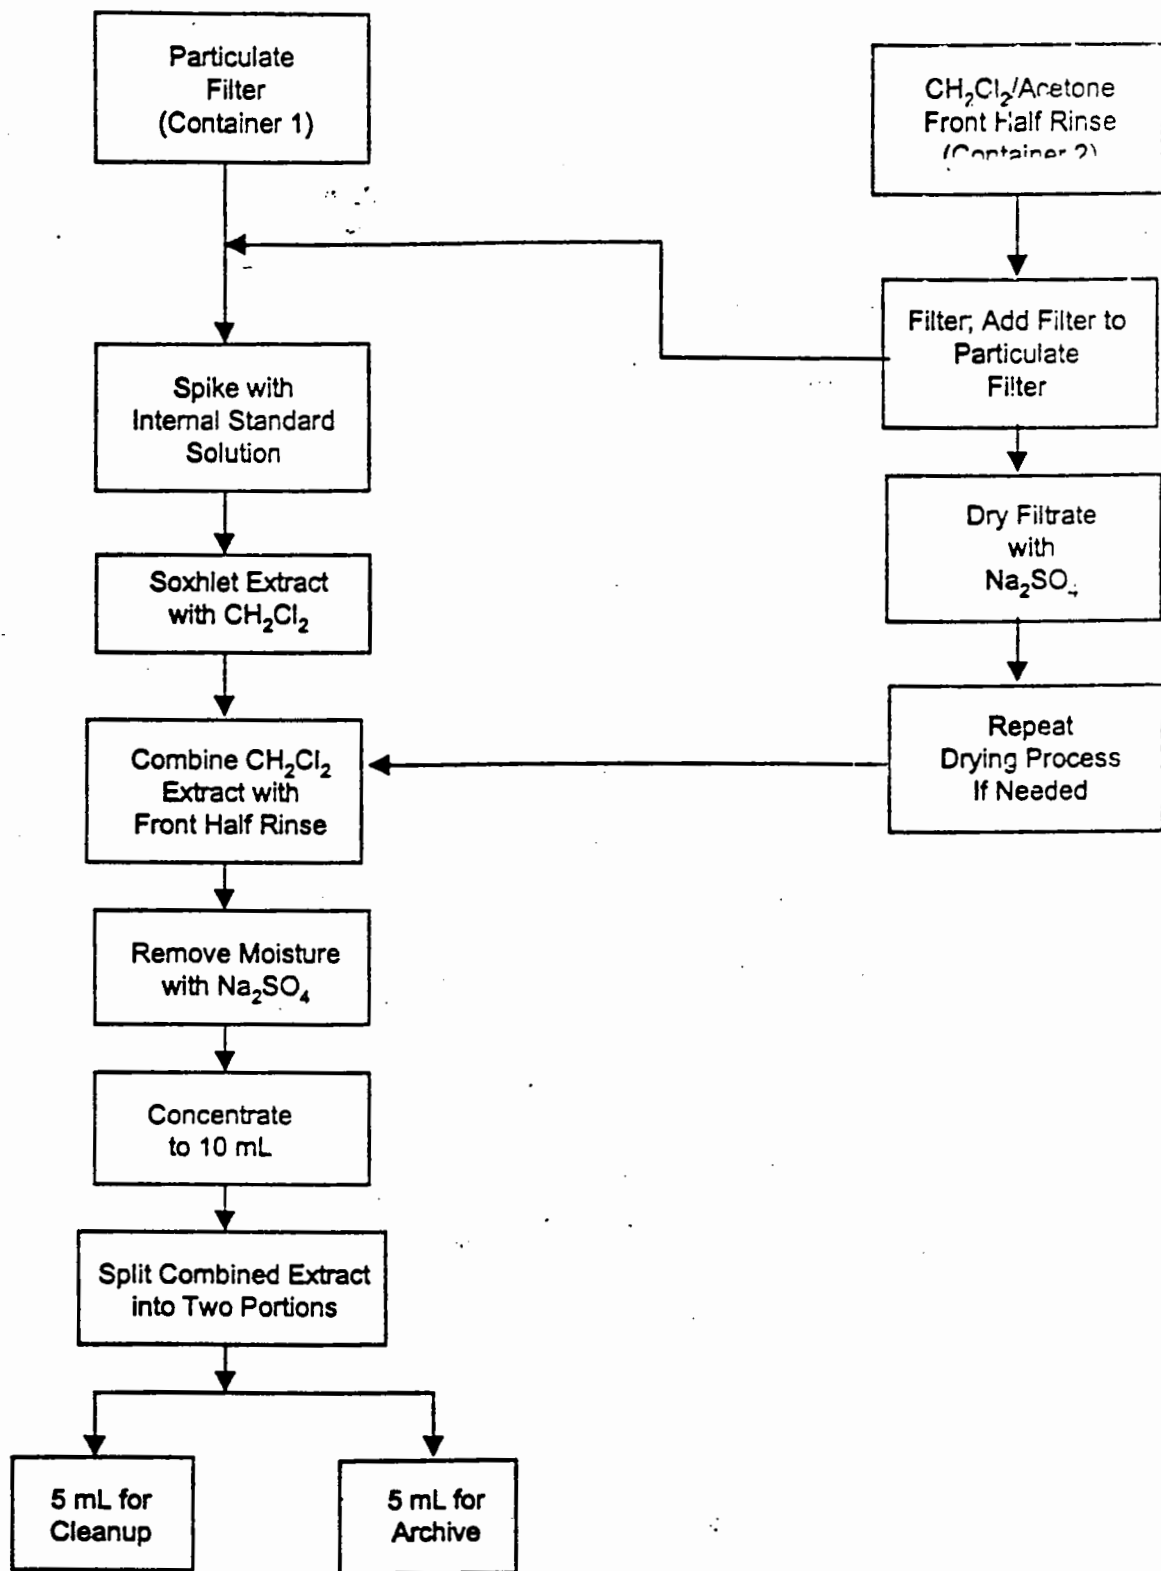 Particulate
Filter
(Container 1)
CH₂Cl₂/Acetone
Front Half Rinse
(Container 2)
Filter; Add Filter to
Particulate
Filter
Spike with
Internal Standard
Solution
Dry Filtrate
with
Na₂SO₄
Soxhlet Extract
with CH₂Cl₂
Repeat
Drying Process
If Needed
Combine CH₂Cl₂
Extract with
Front Half Rinse
Remove Moisture
with Na₂SO₄
Concentrate
to 10 mL
Split Combined Extract
into Two Portions
5 mL for
Cleanup
5 mL for
Archive